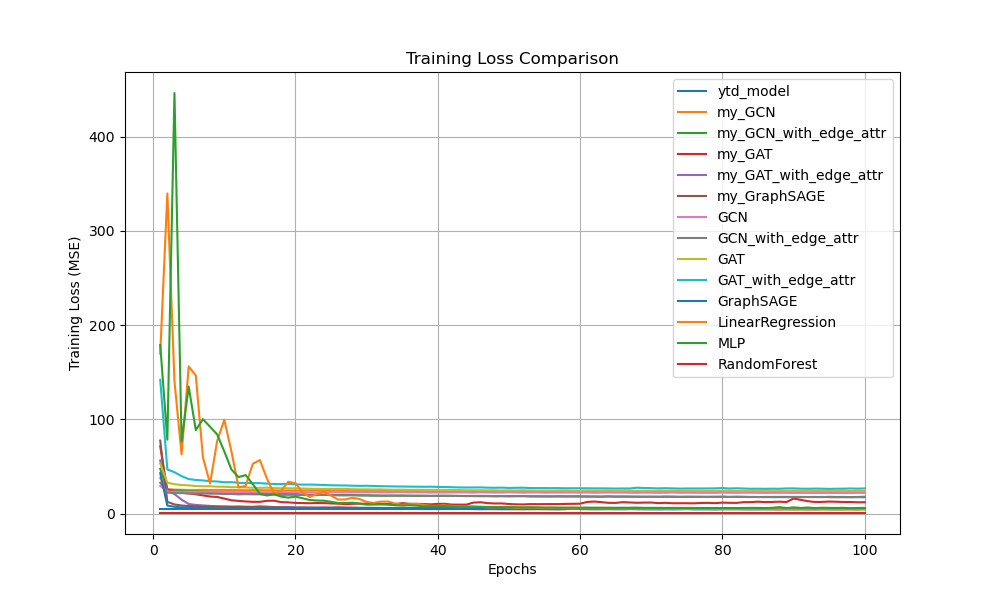 Training Loss Comparison
Training Loss (MSE)
400
300
200
100
0
0 20 40 60 80 100
Epochs
ytd_model
my_GCN
my_GCN_with_edge_attr
my_GAT
my_GAT_with_edge_attr
my_GraphSAGE
GCN
GCN_with_edge_attr
GAT
GAT_with_edge_attr
GraphSAGE
LinearRegression
MLP
RandomForest